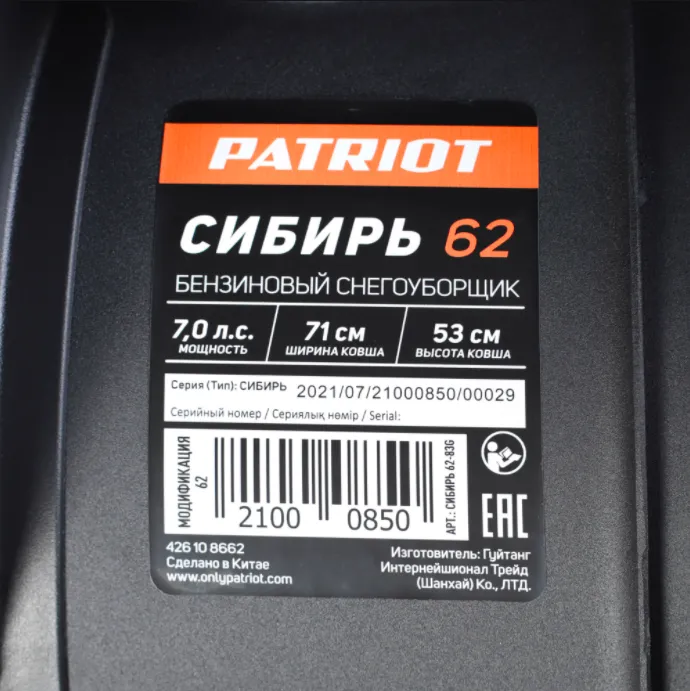 PATRIOT
СИБИРЬ 62
БЕНЗИНОВЫЙ СНЕГОУБОРЩИК
7,0 л.с. 71 см 53 см
МОЩНОСТЬ ШИРИНА КОВША ВЫСОТА КОВША
Серия (Тип): СИБИРЬ 2021/07/21000850/00029
Серийный номер / Сериялық нөмір / Serial:
МОДИФИКАЦИЯ
62
2100 0850
АРТ.: СИБИРЬ 62-83G
EAC
426 10 8662
Сделано в Китае
www.onlypatriot.com
Изготовитель: Гуйтанг
Интернейшионал Трейд
(Шанхай) Ко., ЛТД.